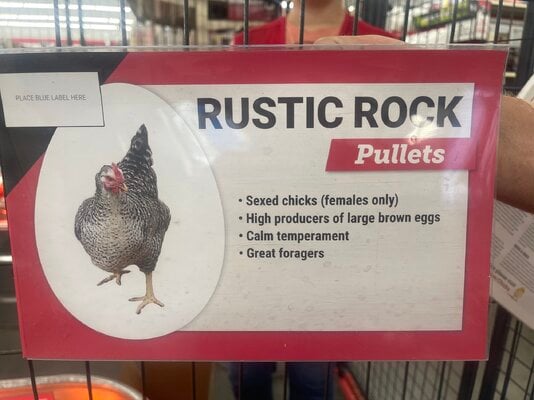 PLACE BLUE LABEL HERE
RUSTIC ROCK
Pullets
• Sexed chicks (females only)
• High producers of large brown eggs
• Calm temperament
• Great foragers